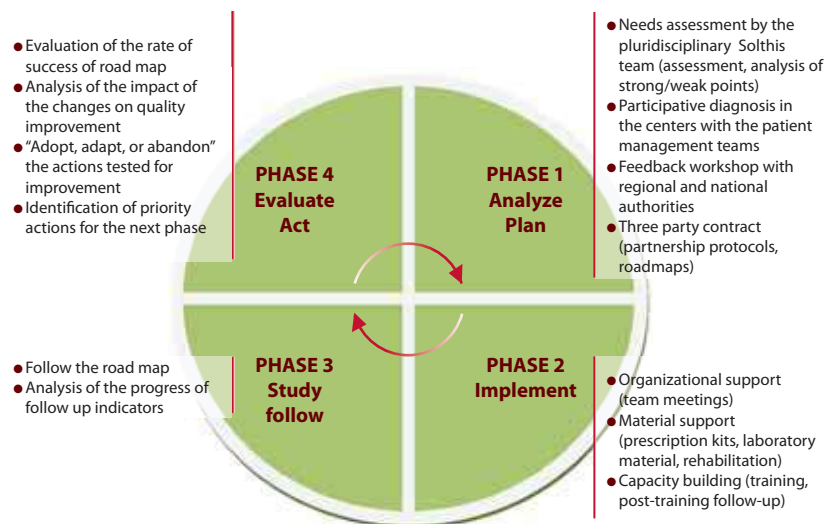 ● Evaluation of the rate of
success of road map
● Analysis of the impact of
the changes on quality
improvement
● “Adopt, adapt, or abandon”
the actions tested for
improvement
● Identification of priority
actions for the next phase
PHASE 4
Evaluate
Act
PHASE 1
Analyze
Plan
● Needs assessment by the
pluridisciplinary Solthis
team (assessment, analysis of
strong/weak points)
● Participative diagnosis in
the centers with the patient
management teams
● Feedback workshop with
regional and national
authorities
● Three party contract
(partnership protocols,
roadmaps)
● Follow the road map
● Analysis of the progress of
follow up indicators
PHASE 3
Study
follow
PHASE 2
Implement
● Organizational support
(team meetings)
● Material support
(prescription kits, laboratory
material, rehabilitation)
● Capacity building (training,
post-training follow-up)